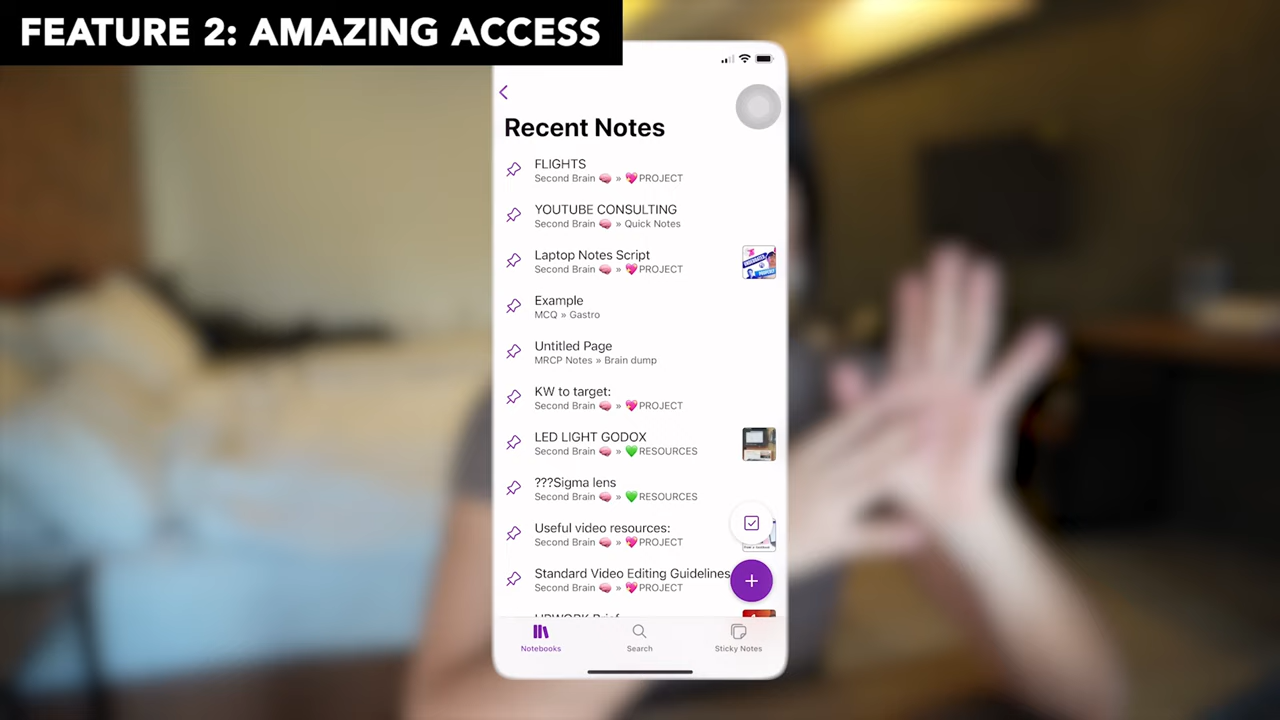 FEATURE 2: AMAZING ACCESS
Recent Notes
FLIGHTS
Second Brain 🧠 » 💖PROJECT
YOUTUBE CONSULTING
Second Brain 🧠 » Quick Notes
Laptop Notes Script
Second Brain 🧠 » 💖PROJECT
Example
MCQ » Gastro
Untitled Page
MRCP Notes » Brain dump
KW to target:
Second Brain 🧠 » 💖PROJECT
LED LIGHT GODOX
Second Brain 🧠 » 💚RESOURCES
???Sigma lens
Second Brain 🧠 » 💚RESOURCES
Useful video resources:
Second Brain 🧠 » 💖PROJECT
Standard Video Editing Guidelines
Second Brain 🧠 » 💖PROJECT
Notebooks
Search
Sticky Notes